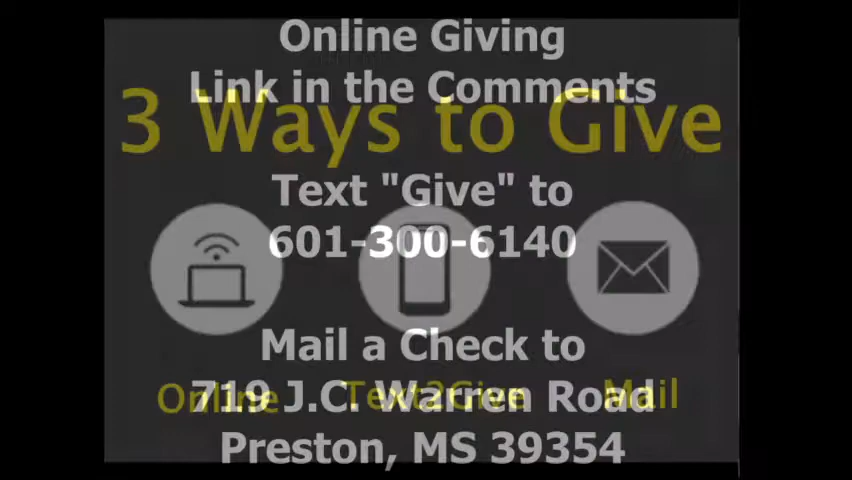 Online Giving
Link in the Comments
3 Ways to Give
Text "Give" to
601-300-6140
Mail a Check to
719 J.C. Warren Road
Online Text2Give Mail
Preston, MS 39354